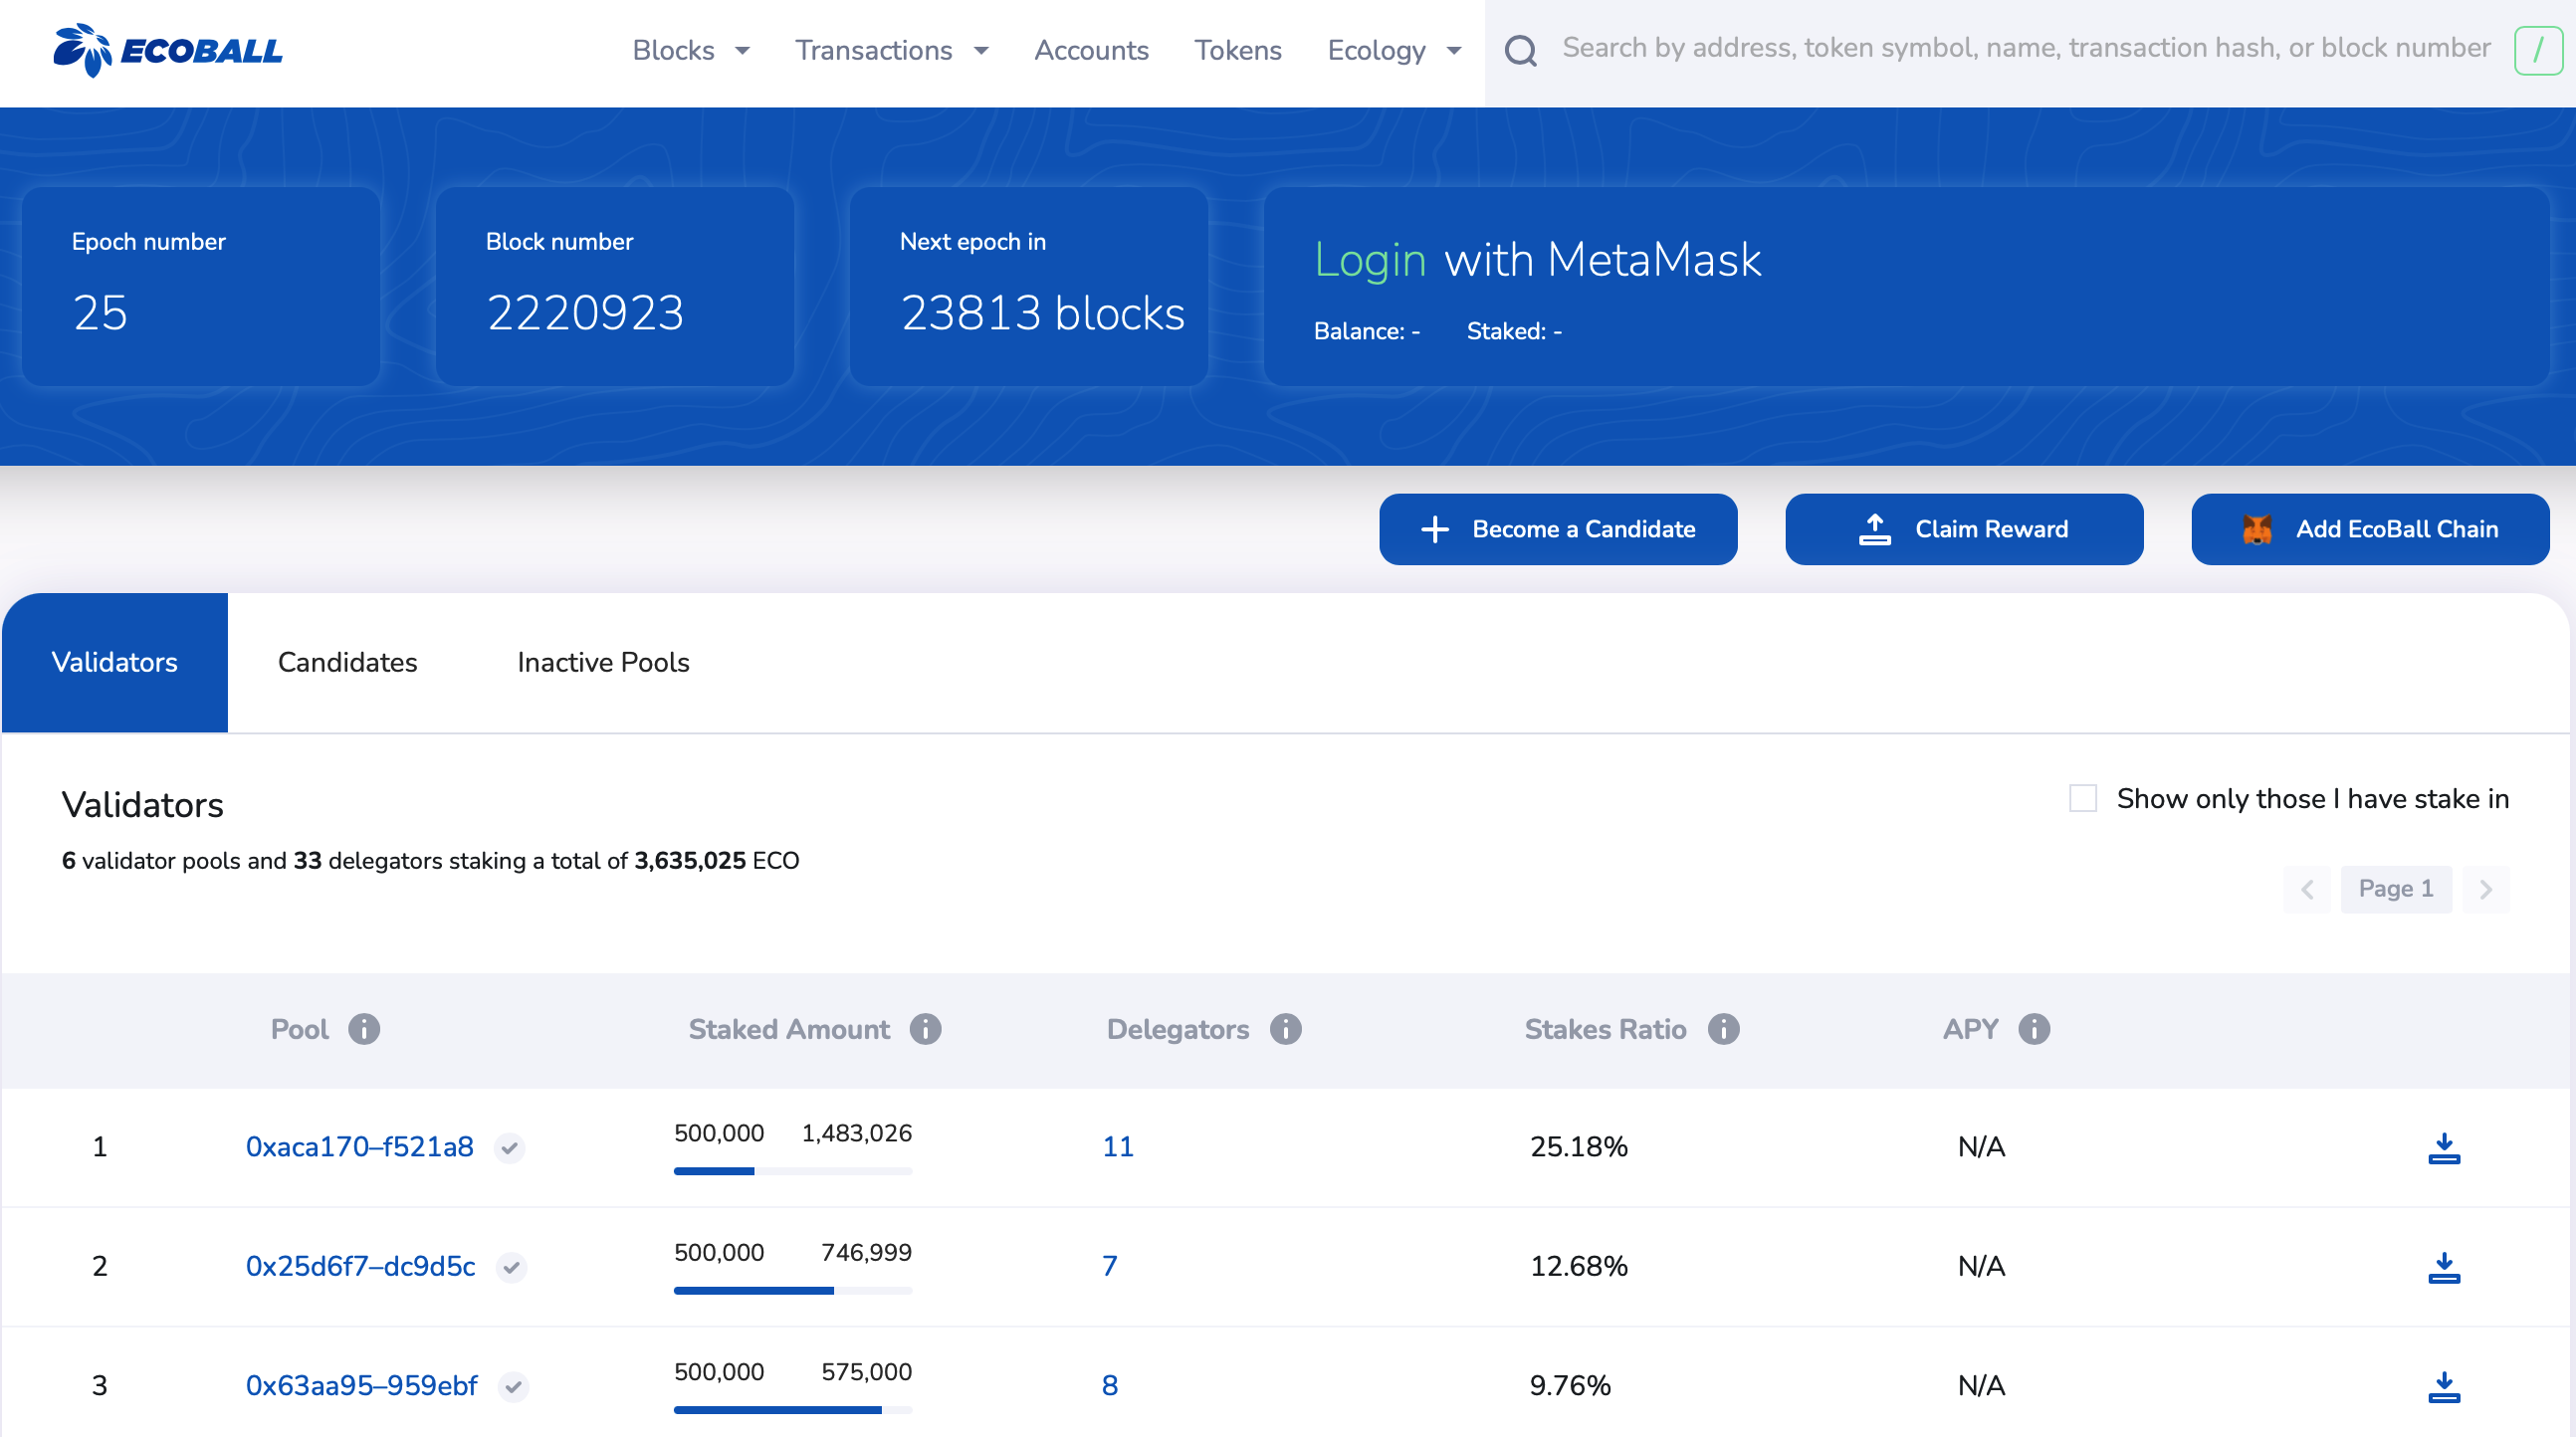 ECOBALL
Blocks Transactions Accounts Tokens Ecology Search by address, token symbol, name, transaction hash, or block number /
Epoch number
25
Block number
2220923
Next epoch in
23813 blocks
Login with MetaMask
Balance: - Staked: -
Become a Candidate Claim Reward Add EcoBall Chain
Validators Candidates Inactive Pools
Validators
Show only those I have stake in
6 validator pools and 33 delegators staking a total of 3,635,025 ECO
Page 1
Pool Staked Amount Delegators Stakes Ratio APY
1 0xaca170–f521a8 500,000 1,483,026 11 25.18% N/A
2 0x25d6f7–dc9d5c 500,000 746,999 7 12.68% N/A
3 0x63aa95–959ebf 500,000 575,000 8 9.76% N/A